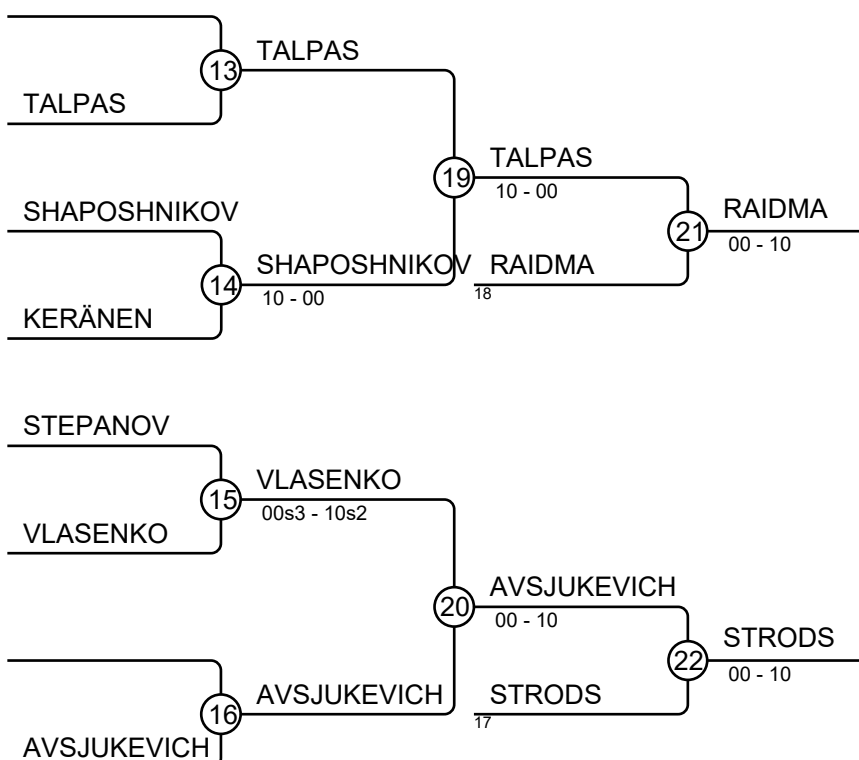 TALPAS
13
TALPAS
SHAPOSHNIKOV
14
KERÄNEN
SHAPOSHNIKOV
10 - 00
19
TALPAS
10 - 00
RAIDMA
18
21
RAIDMA
00 - 10
STEPANOV
15
VLASENKO
VLASENKO
00s3 - 10s2
16
AVSJUKEVICH
AVSJUKEVICH
20
AVSJUKEVICH
00 - 10
STRODS
17
22
STRODS
00 - 10